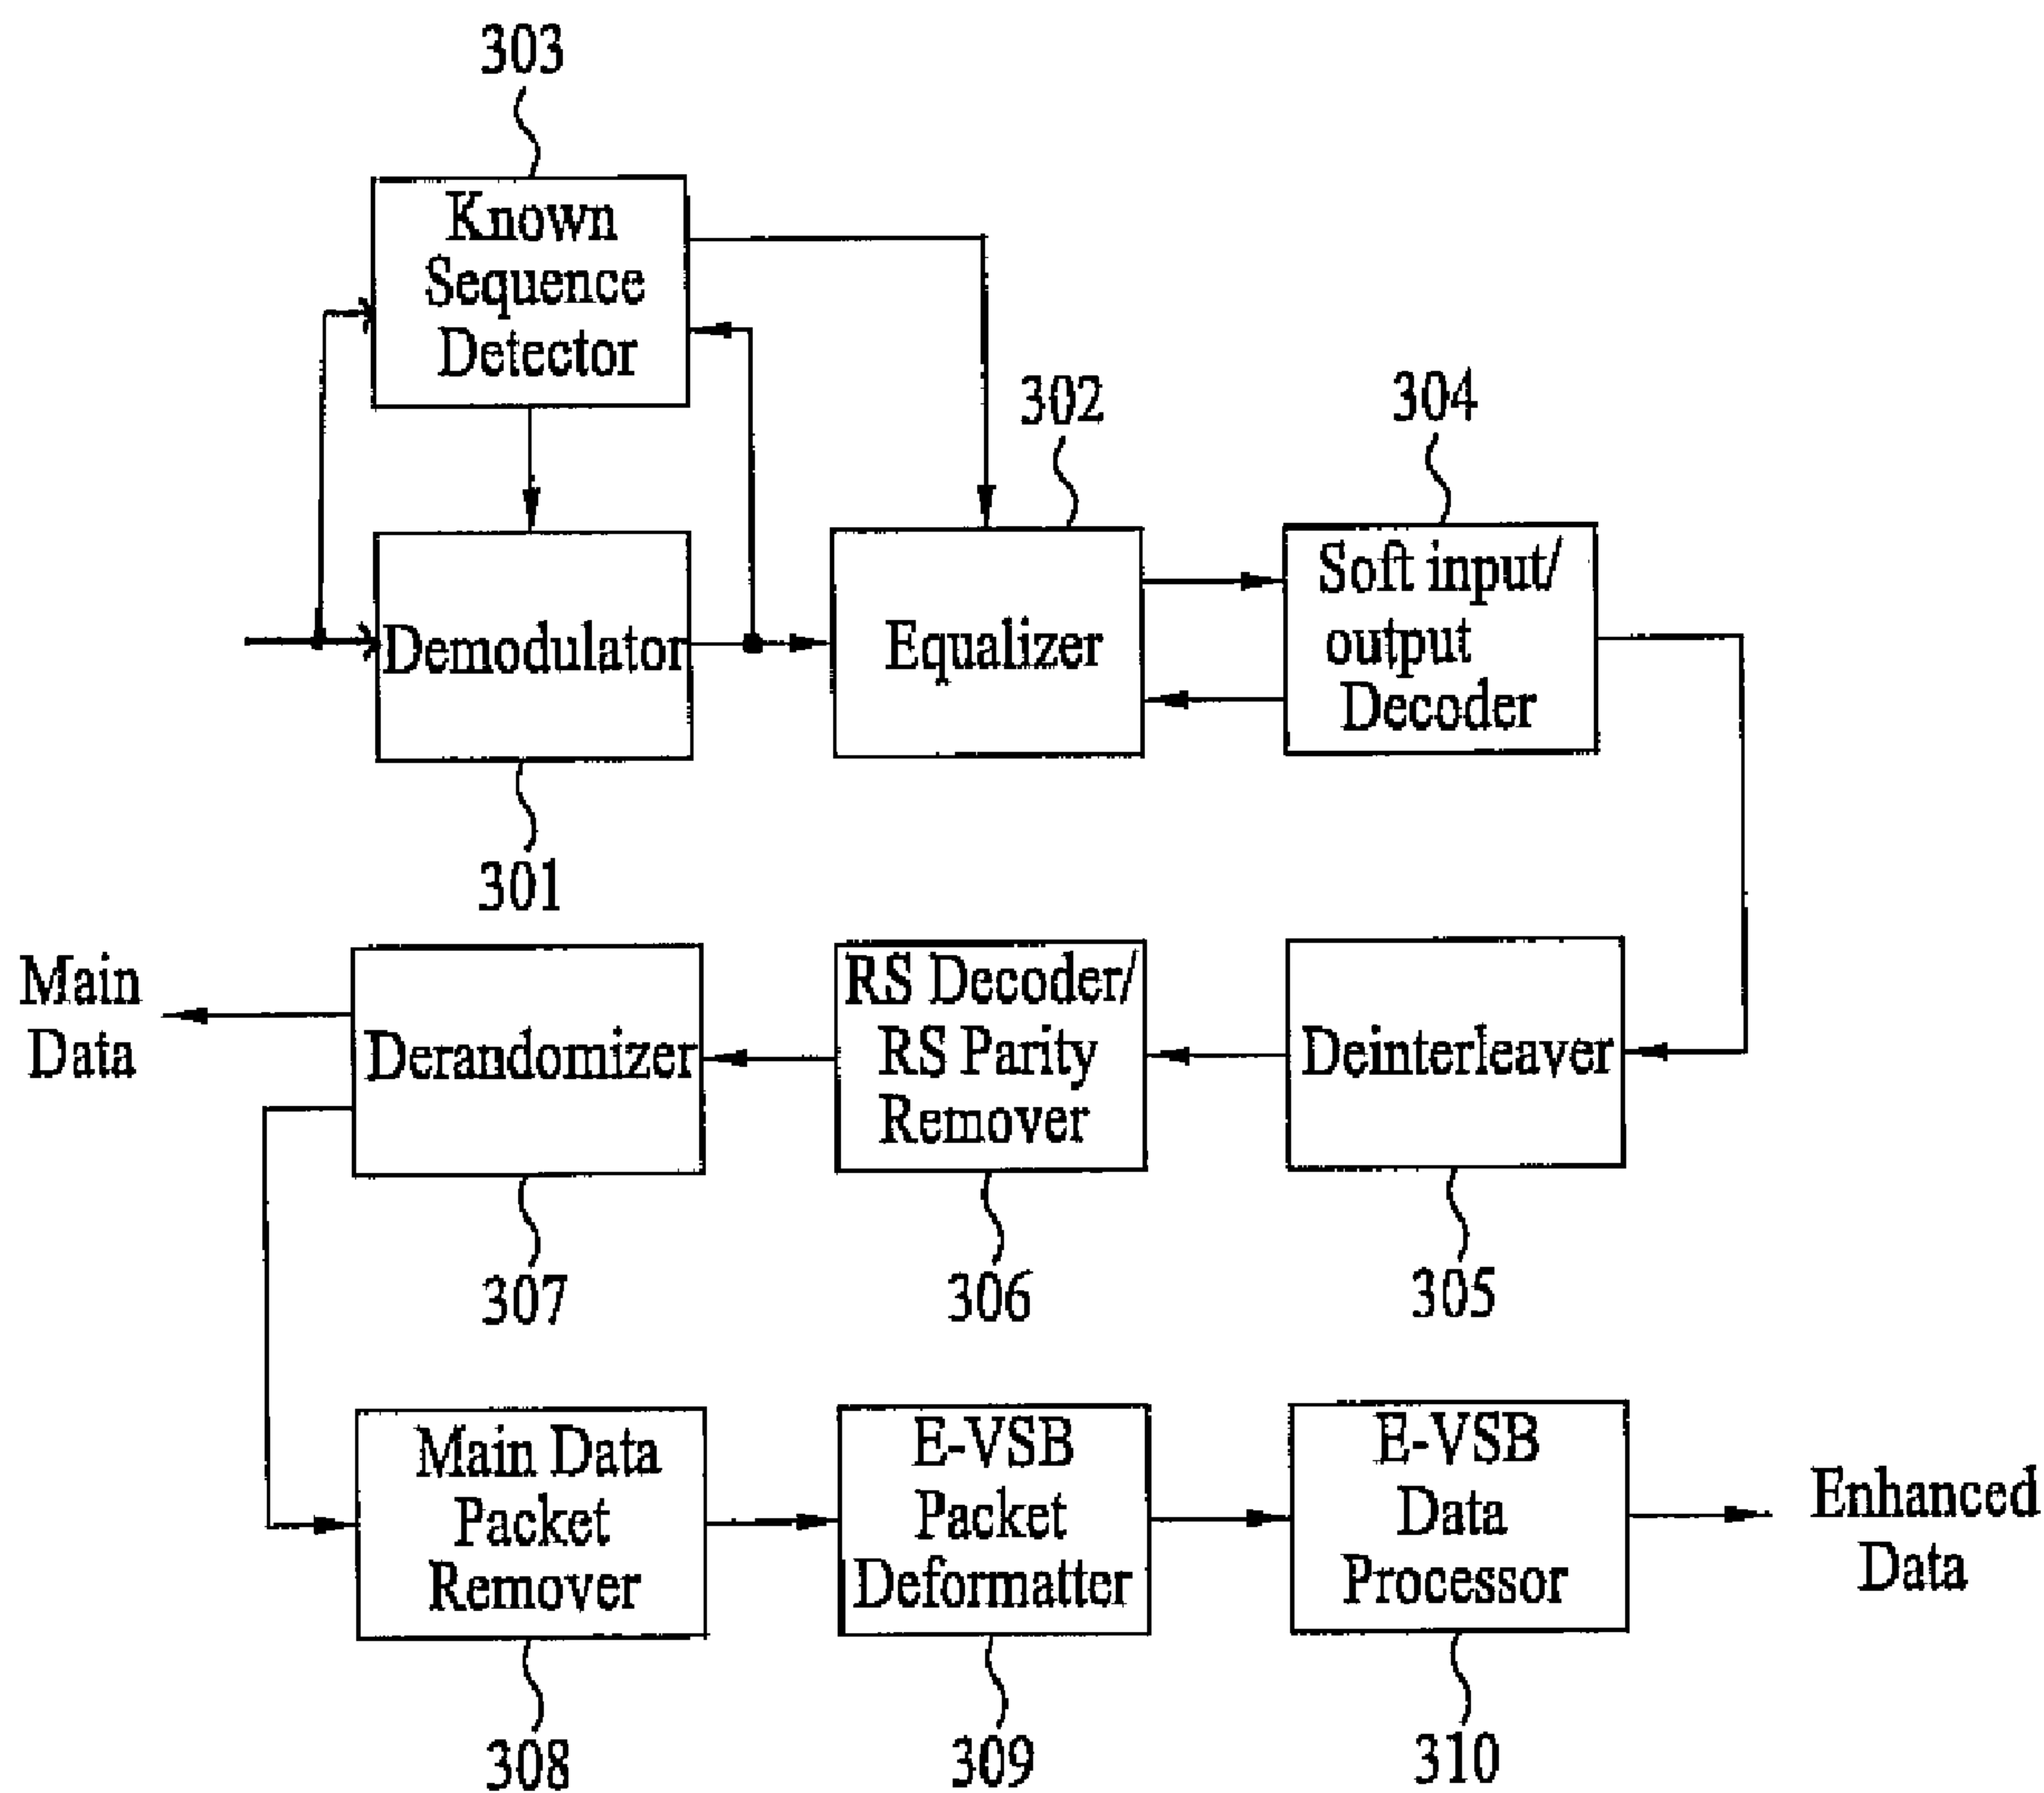 303
Known
Sequence
Detector
302
304
Demodulator
Equalizer
Soft input/
output
Decoder
301
Main
Data
Derandomizer
RS Decoder/
RS Parity
Remover
Deinterleaver
307
306
305
Main Data
Packet
Remover
E-VSB
Packet
Deformatter
E-VSB
Data
Processor
Enhanced
Data
308
309
310